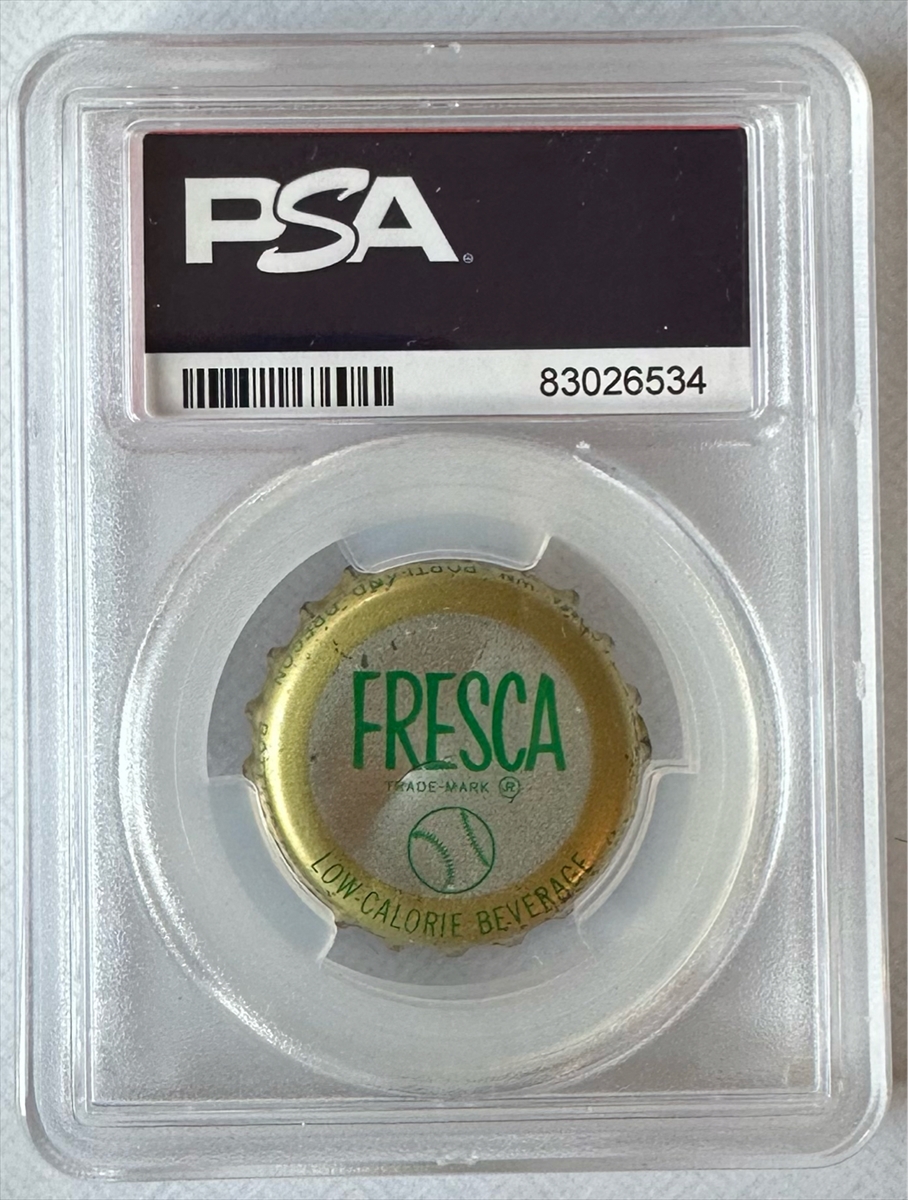 PSA
83026534
PORTLAND, OREGON
FRESCA
TRADE-MARK ®
LOW-CALORIE BEVERAGE